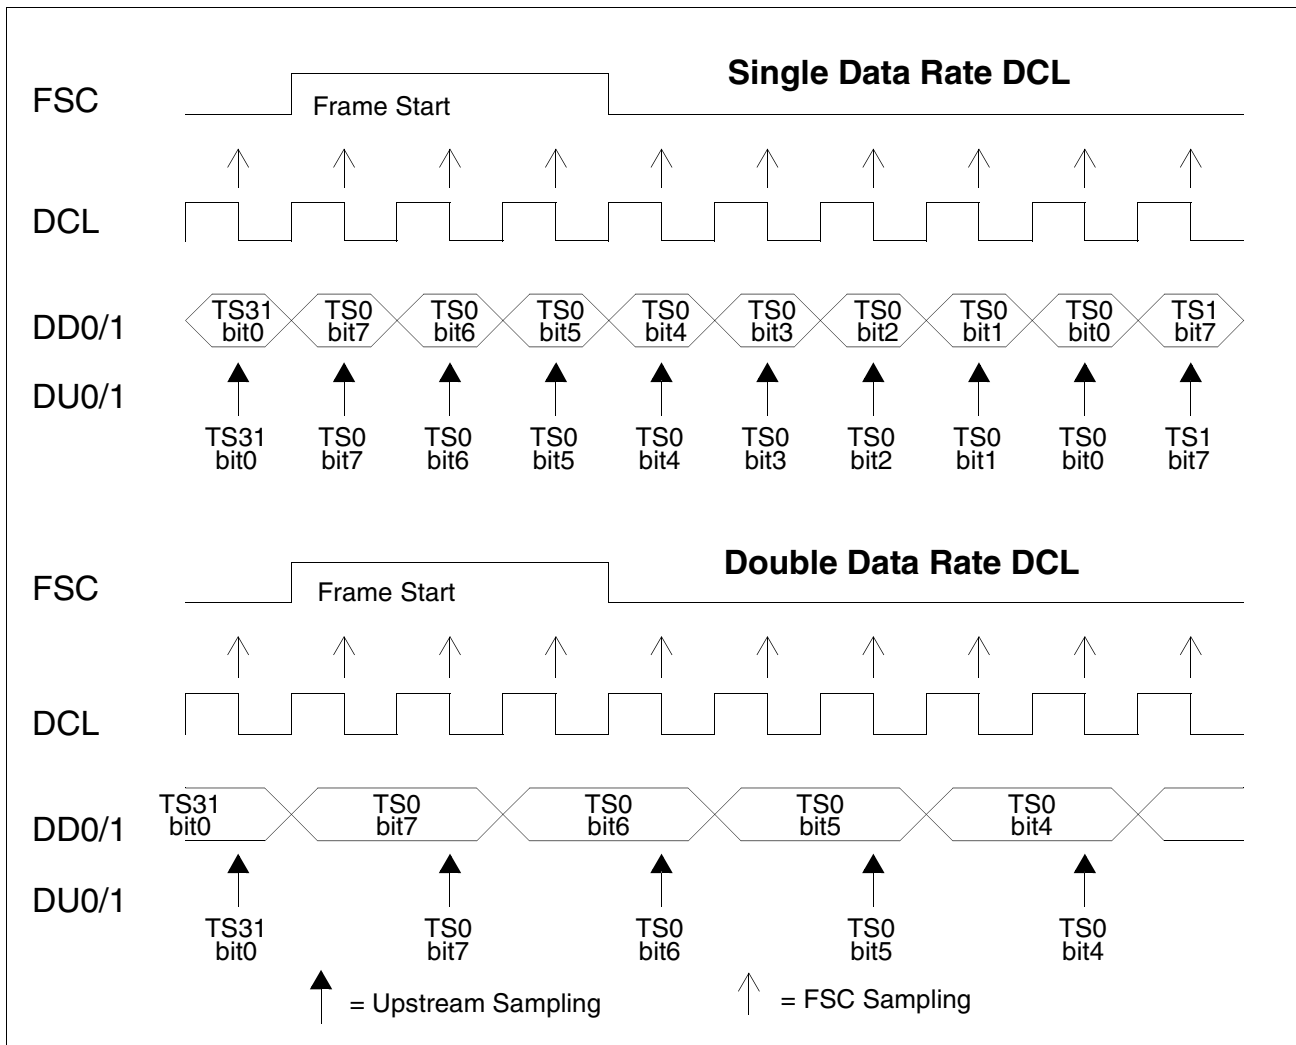 Single Data Rate DCL
FSC
Frame Start
DCL
DD0/1
TS31 TS0 TS0 TS0 TS0 TS0 TS0 TS0 TS0 TS1
bit0 bit7 bit6 bit5 bit4 bit3 bit2 bit1 bit0 bit7
DU0/1
TS31 TS0 TS0 TS0 TS0 TS0 TS0 TS0 TS0 TS1
bit0 bit7 bit6 bit5 bit4 bit3 bit2 bit1 bit0 bit7
Double Data Rate DCL
FSC
Frame Start
DCL
DD0/1
TS31 TS0 TS0 TS0 TS0
bit0 bit7 bit6 bit5 bit4
DU0/1
TS31 TS0 TS0 TS0 TS0
bit0 bit7 bit6 bit5 bit4
= Upstream Sampling
= FSC Sampling